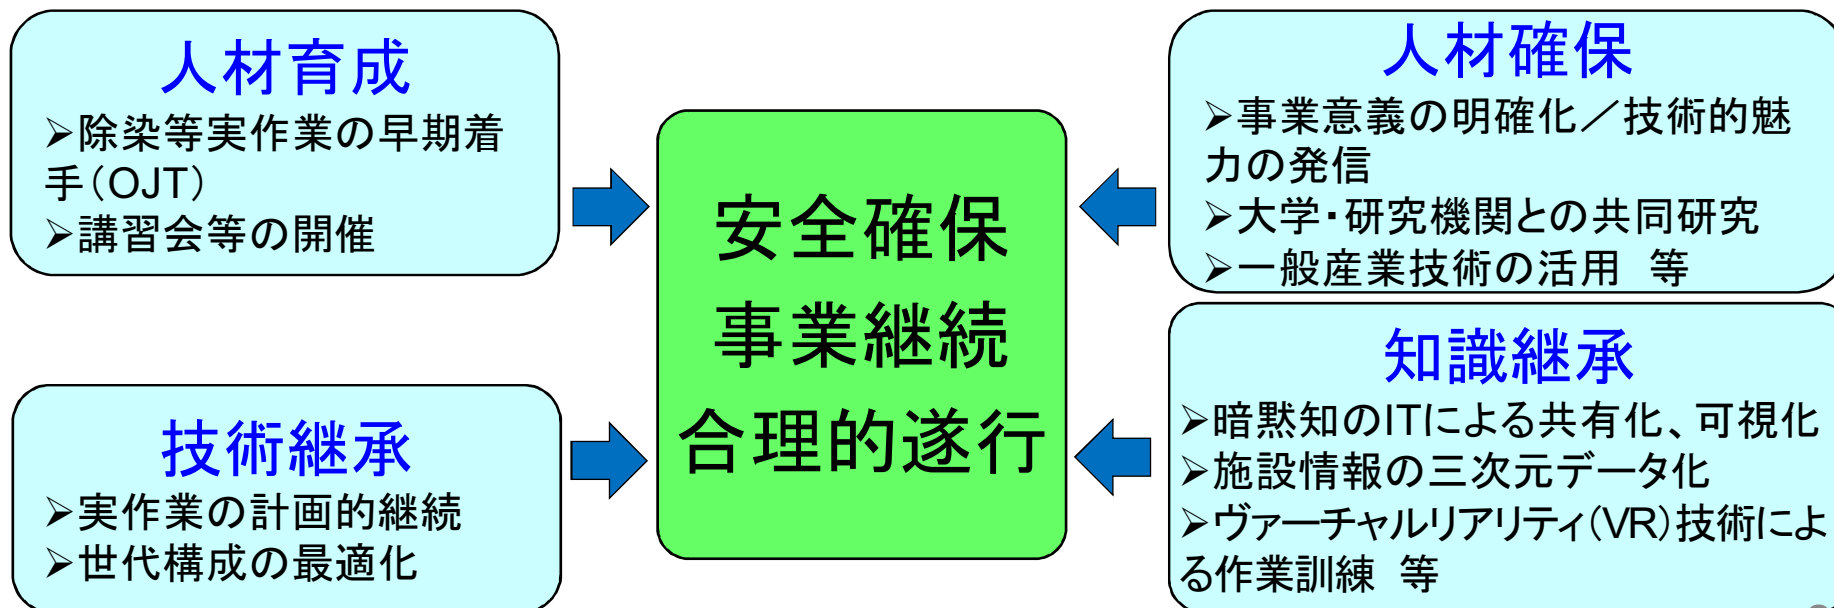 人材育成
➢除染等実作業の早期着
手(OJT)
➢講習会等の開催
技術継承
➢実作業の計画的継続
➢世代構成の最適化
安全確保
事業継続
合理的遂行
人材確保
➢事業意義の明確化／技術的魅
力の発信
➢大学・研究機関との共同研究
➢一般産業技術の活用　等
知識継承
➢暗黙知のITによる共有化、可視化
➢施設情報の三次元データ化
➢ヴァーチャルリアリティ(VR)技術によ
る作業訓練　等